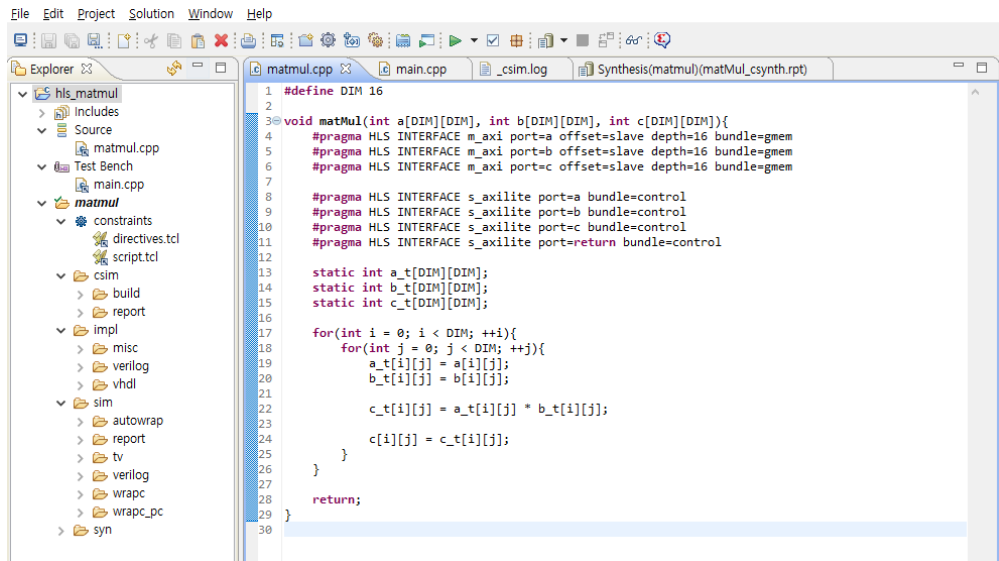 File Edit Project Solution Window Help
Explorer
hls_matmul
Includes
Source
matmul.cpp
Test Bench
main.cpp
matmul
constraints
directives.tcl
script.tcl
csim
build
report
impl
misc
verilog
vhdl
sim
autowrap
report
tv
verilog
wrapc
wrapc_pc
syn
matmul.cpp main.cpp _csim.log Synthesis(matmul)(matMul_csynth.rpt)
1 #define DIM 16
2
3 void matMul(int a[DIM][DIM], int b[DIM][DIM], int c[DIM][DIM]){
4 #pragma HLS INTERFACE m_axi port=a offset=slave depth=16 bundle=gmem
5 #pragma HLS INTERFACE m_axi port=b offset=slave depth=16 bundle=gmem
6 #pragma HLS INTERFACE m_axi port=c offset=slave depth=16 bundle=gmem
7
8 #pragma HLS INTERFACE s_axilite port=a bundle=control
9 #pragma HLS INTERFACE s_axilite port=b bundle=control
10 #pragma HLS INTERFACE s_axilite port=c bundle=control
11 #pragma HLS INTERFACE s_axilite port=return bundle=control
12
13 static int a_t[DIM][DIM];
14 static int b_t[DIM][DIM];
15 static int c_t[DIM][DIM];
16
17 for(int i = 0; i < DIM; ++i){
18 for(int j = 0; j < DIM; ++j){
19 a_t[i][j] = a[i][j];
20 b_t[i][j] = b[i][j];
21
22 c_t[i][j] = a_t[i][j] * b_t[i][j];
23
24 c[i][j] = c_t[i][j];
25 }
26 }
27
28 return;
29 }
30